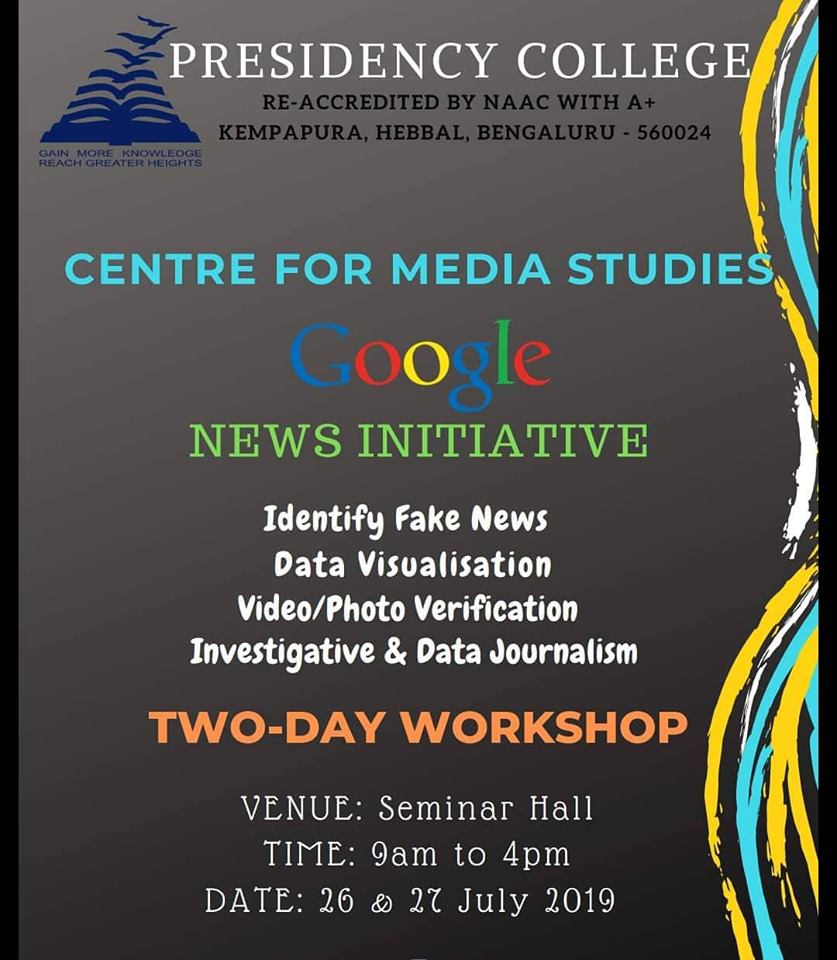 PRESIDENCY COLLEGE
RE-ACCREDITED BY NAAC WITH A+
KEMPAPURA, HEBBAL, BENGALURU - 560024
GAIN MORE KNOWLEDGE
REACH GREATER HEIGHTS
CENTRE FOR MEDIA STUDIES
Google
NEWS INITIATIVE
Identify Fake News
Data Visualisation
Video/Photo Verification
Investigative & Data Journalism
TWO-DAY WORKSHOP
VENUE: Seminar Hall
TIME: 9am to 4pm
DATE: 26 & 27 July 2019